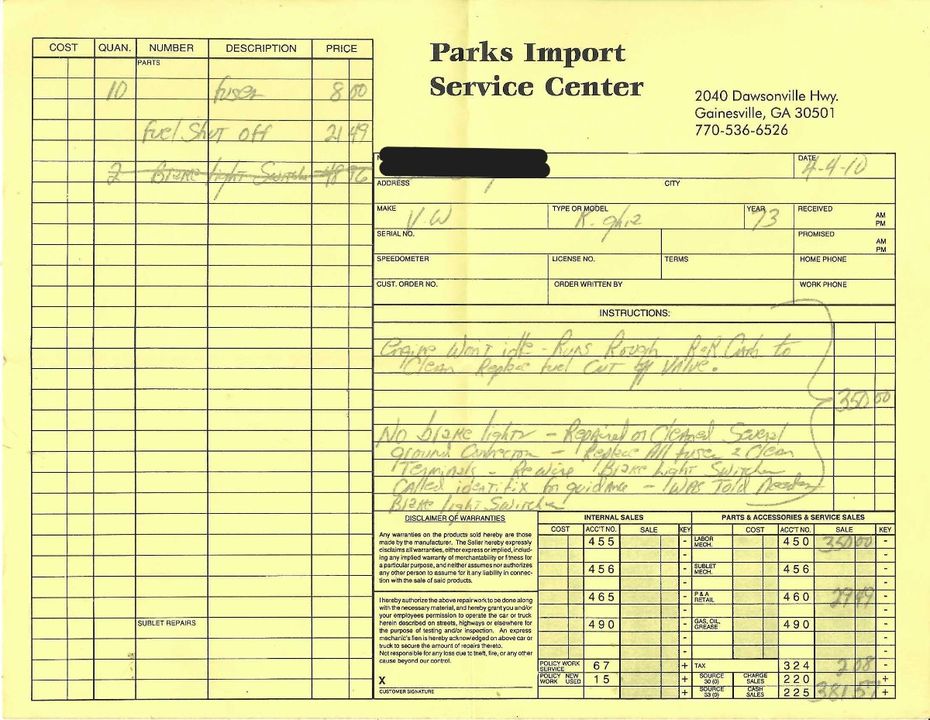 Parks Import
Service Center
2040 Dawsonville Hwy.
Gainesville, GA 30501
770-536-6526
COST QUAN. NUMBER DESCRIPTION PRICE
PARTS
10 fuses 8 00
fuel Shut off 21 49
2 Brake light Switch 48 76
SUBLET REPAIRS
DATE 4-4-10
ADDRESS CITY
MAKE V.W TYPE OR MODEL K. ghia YEAR 73 RECEIVED AM PM
SERIAL NO. PROMISED AM PM
SPEEDOMETER LICENSE NO. TERMS HOME PHONE
CUST. ORDER NO. ORDER WRITTEN BY WORK PHONE
INSTRUCTIONS:
Engine Won't idle - Runs Rough R&R Carb to
Clean Replace fuel Cut off Valve.
350 00
No brake lights - Repaired or Cleaned Several
ground Connector - Replace All fuses & Clean
Terminals - Rewire Brake Light Switch
Called identifix for guidance - I was Told Needed
Brake light Switch
DISCLAIMER OF WARRANTIES
Any warranties on the products sold hereby are those
made by the manufacturer. The Seller hereby expressly
disclaims all warranties, either express or implied, includ-
ing any implied warranty of merchantability or fitness for
a particular purpose, and neither assumes nor authorizes
any other person to assume for it any liability in connec-
tion with the sale of said products.
I hereby authorize the above repair work to be done along
with the necessary material, and hereby grant you and/or
your employees permission to operate the car or truck
herein described on streets, highways or elsewhere for
the purpose of testing and/or inspection. An express
mechanic's lien is hereby acknowledged on above car or
truck to secure the amount of repairs thereto.
Not responsible for any loss due to theft, fire, or any other
cause beyond our control.
X
CUSTOMER SIGNATURE
INTERNAL SALES
COST ACC'T NO. SALE KEY
455 -
456 -
465 -
490 -
POLICY WORK SERVICE 67 +
POLICY WORK NEW USED 15 +
PARTS & ACCESSORIES & SERVICE SALES
COST ACC'T NO. SALE KEY
LABOR MECH. 450 350 00 -
SUBLET MECH. 456 -
P & A RETAIL 460 29 49 -
GAS, OIL, GREASE 490 -
TAX 324 2 08 -
SOURCE 30 (0) CHARGE SALES 220 +
SOURCE 33 (0) CASH SALES 225 381 57 +